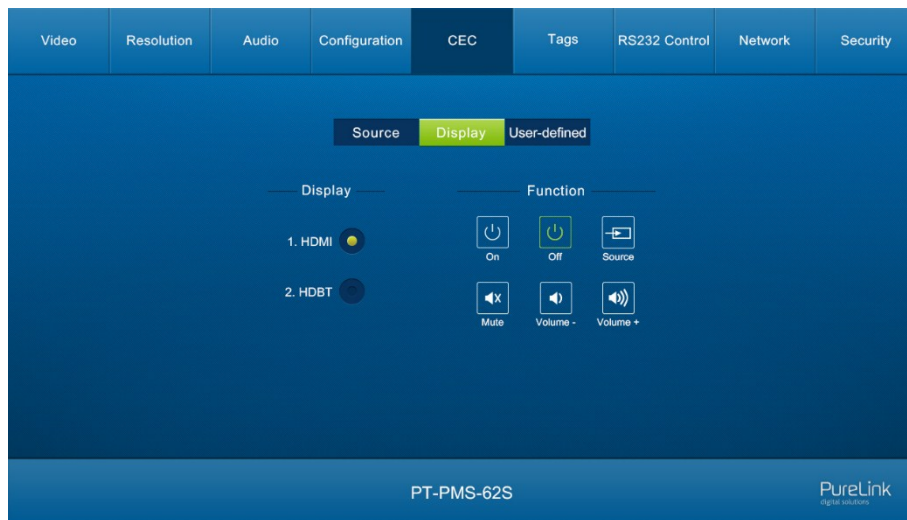 Video Resolution Audio Configuration CEC Tags RS232 Control Network Security
Source Display User-defined
Display Function
1. HDMI
On Off Source
2. HDBT
Mute Volume - Volume +
PT-PMS-62S
PureLink
digital solutions